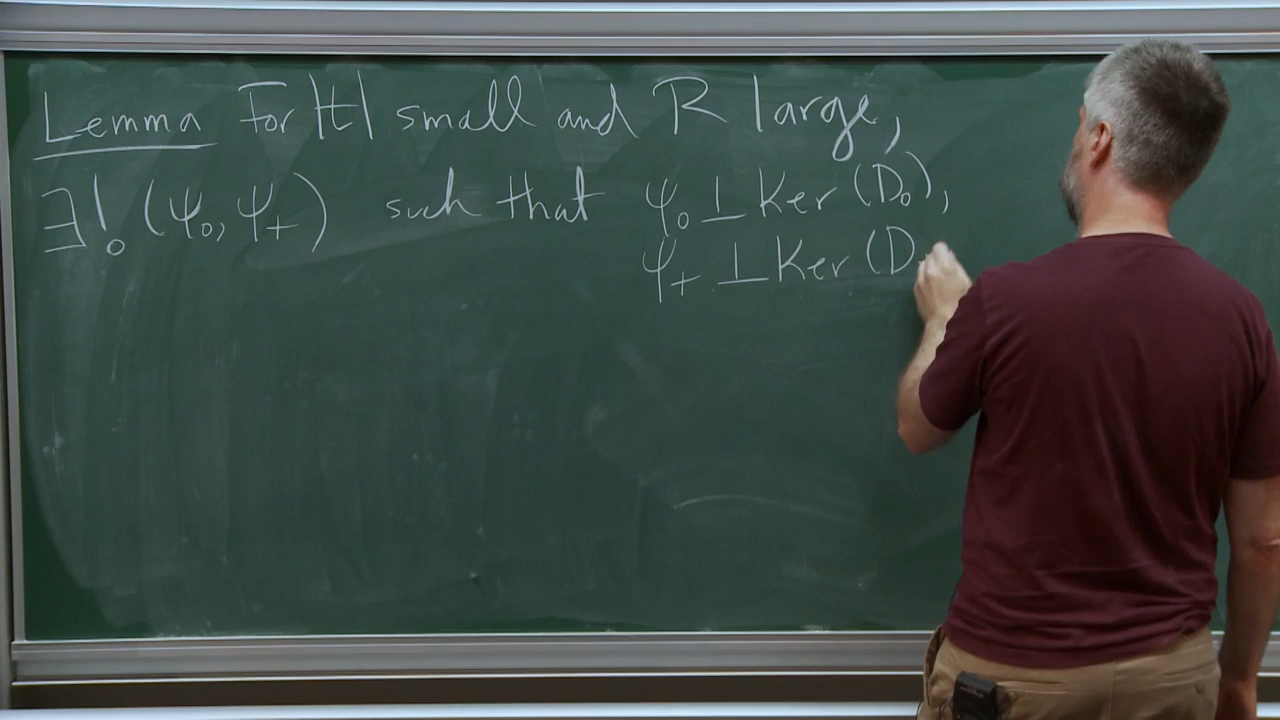 Lemma For |t| small and R large,
∃! (ψ₀, ψ₊) such that ψ₀ ⊥ Ker (D₀),
ψ₊ ⊥ Ker (D